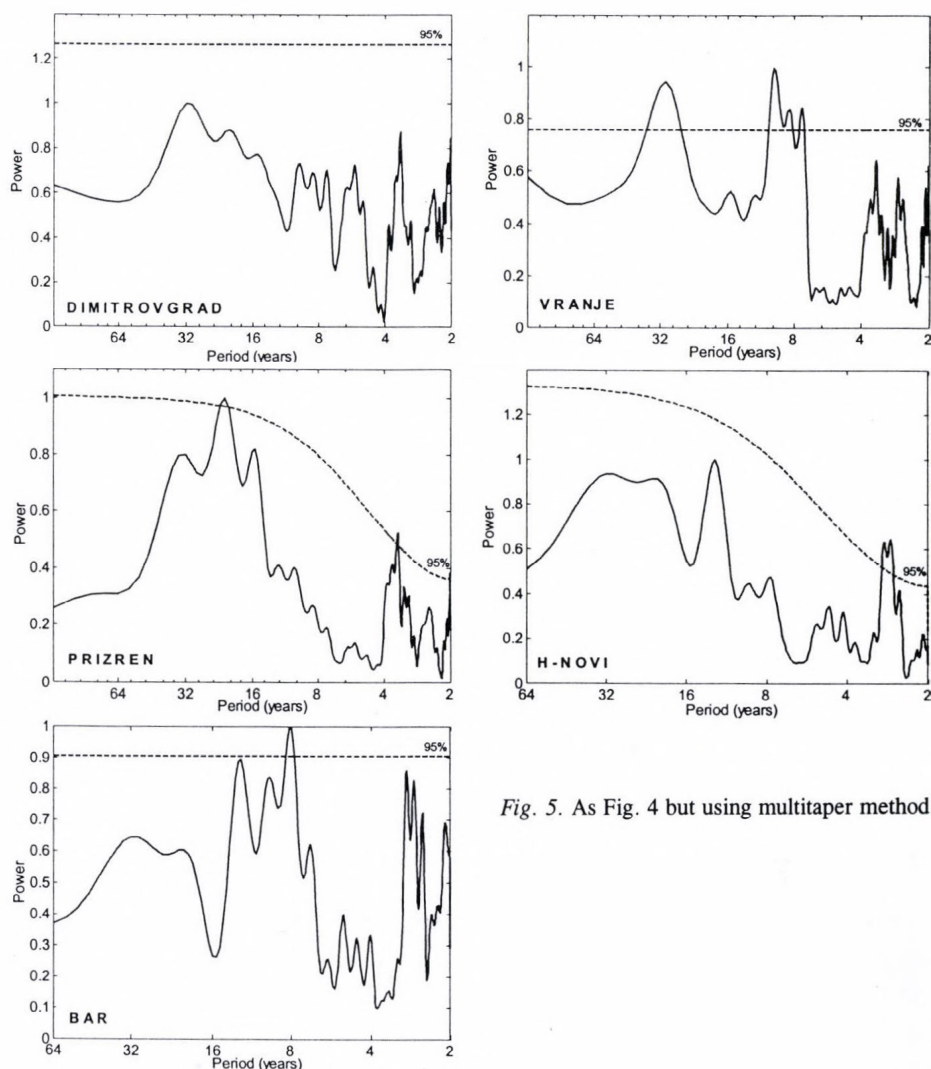 95%
1.2
1
0.8
0.6
0.4
0.2
0
Power
DIMITROVGRAD
64 32 16 8 4 2
Period (years)
1
0.8
0.6
0.4
0.2
0
Power
95%
VRANJE
64 32 16 8 4 2
Period (years)
1
0.8
0.6
0.4
0.2
0
Power
95%
PRIZREN
64 32 16 8 4 2
Period (years)
1.2
1
0.8
0.6
0.4
0.2
0
Power
95%
H-NOVI
64 32 16 8 4 2
Period (years)
1
0.9
0.8
0.7
0.6
0.5
0.4
0.3
0.2
0.1
0
Power
95%
BAR
64 32 16 8 4 2
Period (years)
Fig. 5. As Fig. 4 but using multitaper method